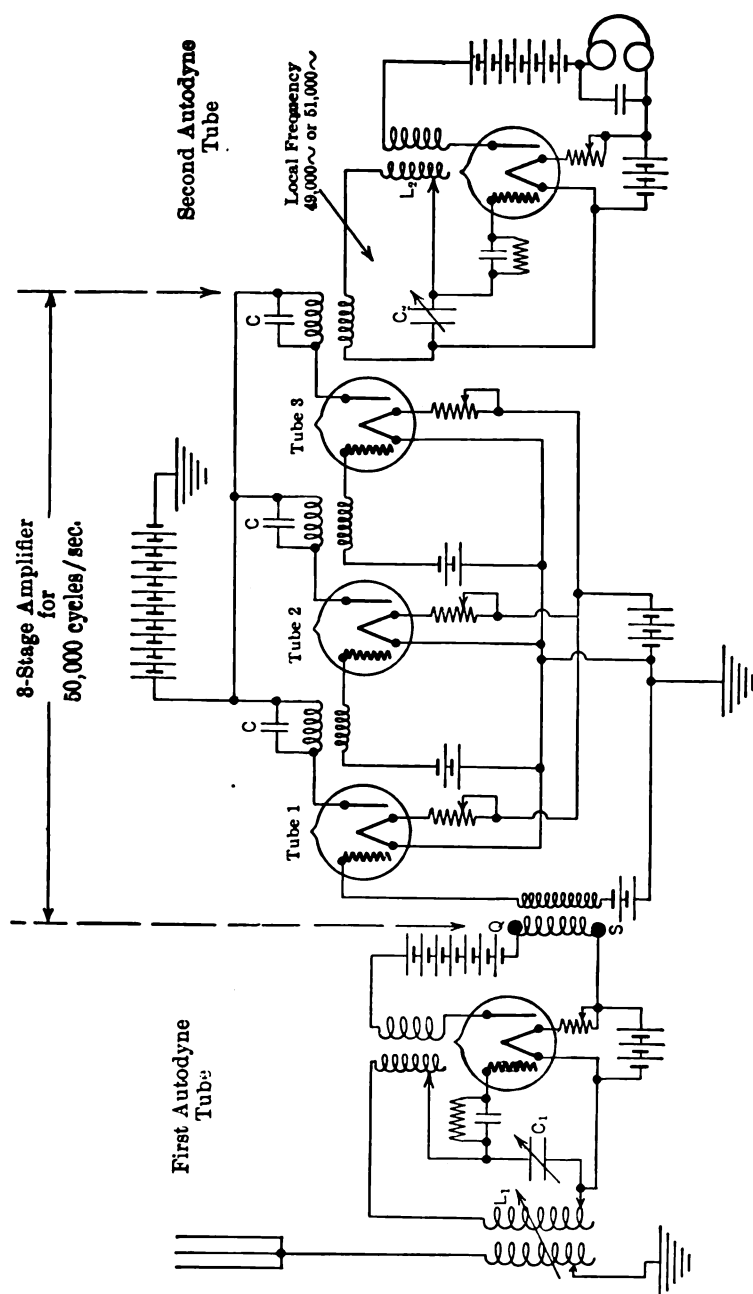 3-Stage Amplifier
for
50,000 cycles/sec.
First Autodyne
Tube
Second Autodyne
Tube
Local Frequency
49,000~ or 51,000~
L₁
C₁
Q
S
Tube 1
C
Tube 2
C
Tube 3
C
C₂
L₂